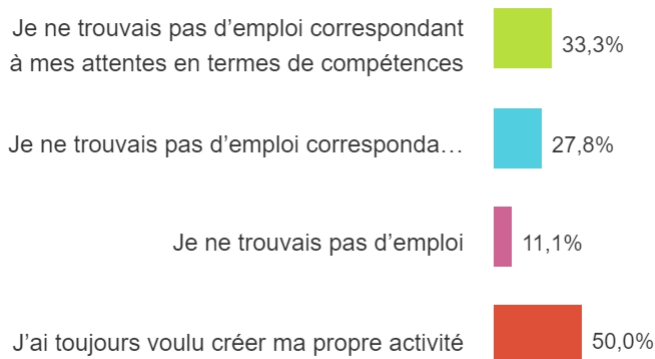 Je ne trouvais pas d’emploi correspondant
à mes attentes en termes de compétences
33,3%
Je ne trouvais pas d’emploi corresponda…
27,8%
Je ne trouvais pas d’emploi
11,1%
J’ai toujours voulu créer ma propre activité
50,0%